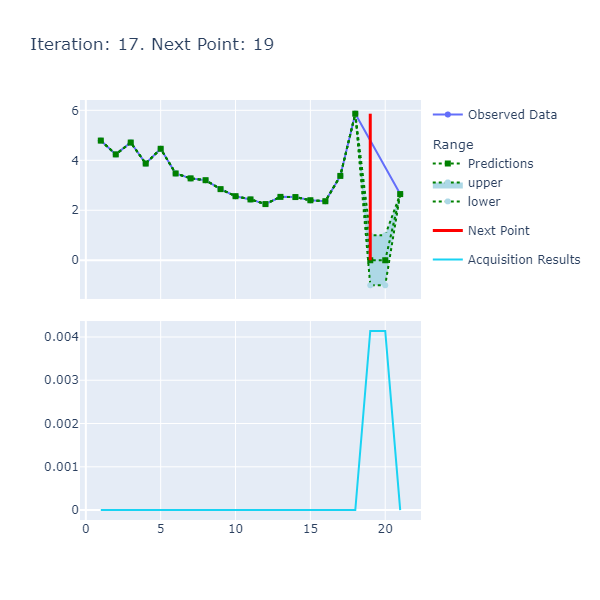 Iteration: 17. Next Point: 19
6
4
2
0
Observed Data
Range
Predictions
upper
lower
Next Point
Acquisition Results
0.004
0.003
0.002
0.001
0
0 5 10 15 20